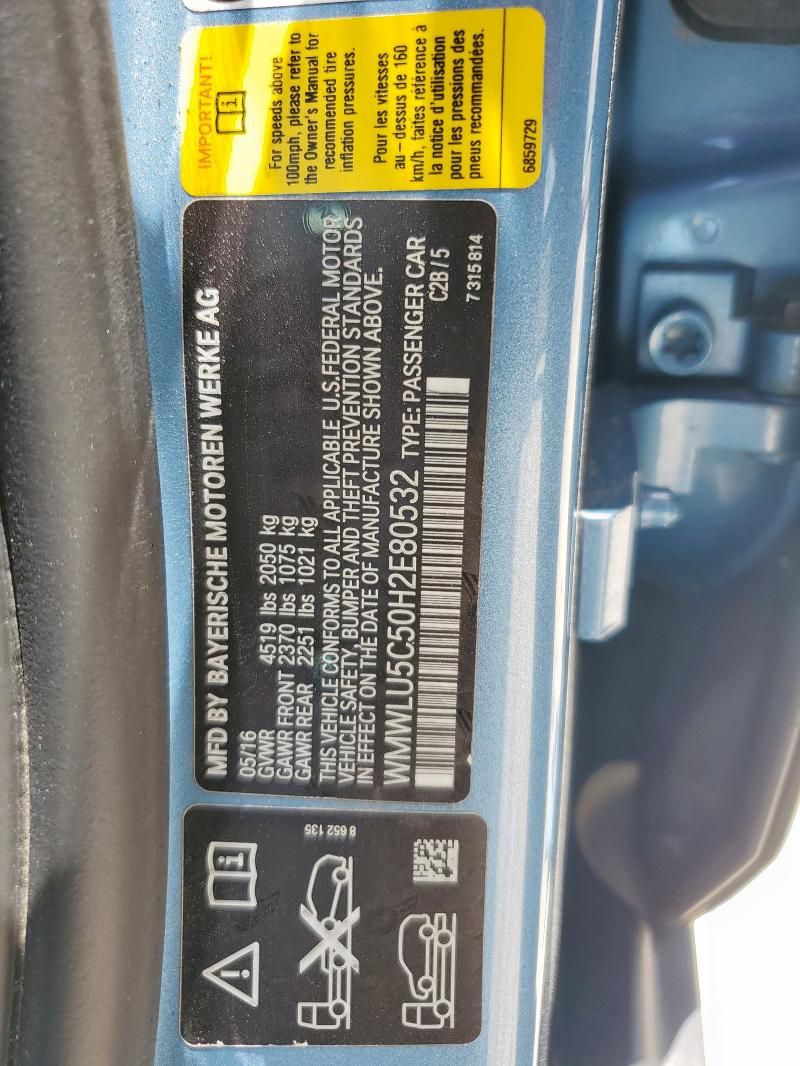 IMPORTANT!
For speeds above
100mph, please refer to
the Owner's Manual for
recommended tire
inflation pressures.
Pour les vitesses
au-dessus de 160
km/h, faites référence à
la notice d'utilisation
pour les pressions des
pneus recommandées.
6859729
MFD BY BAYERISCHE MOTOREN WERKE AG
05/16
GVWR 4519 lbs 2050 kg
GAWR FRONT 2370 lbs 1075 kg
GAWR REAR 2251 lbs 1021 kg
THIS VEHICLE CONFORMS TO ALL APPLICABLE U.S.FEDERAL MOTOR
VEHICLE SAFETY, BUMPER AND THEFT PREVENTION STANDARDS
IN EFFECT ON THE DATE OF MANUFACTURE SHOWN ABOVE.
WMWLU5C50H2E80532 TYPE: PASSENGER CAR
C2B/5
7 315 814
8 652 135